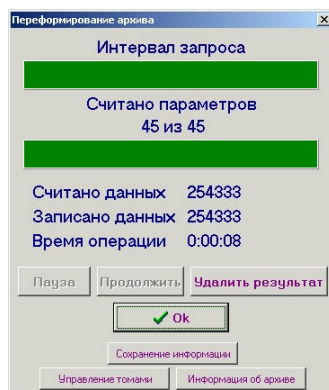 Переформирование архива
Интервал запроса
Считано параметров
45 из 45
Считано данных 254333
Записано данных 254333
Время операции 0:00:08
Пауза Продолжить Удалить результат
Ok
Сохранение информации
Управление томами Информация об архиве